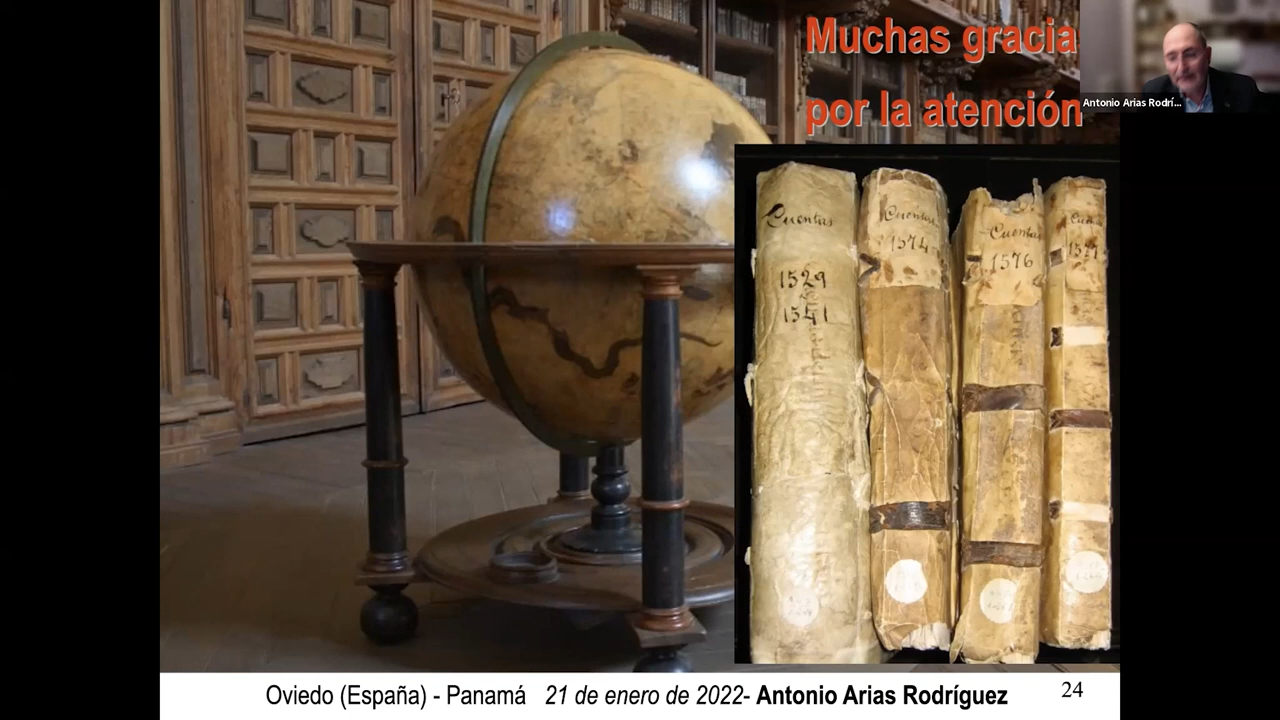 Muchas gracia
por la atención
Antonio Arias Rodrí...
Cuentas
1529
1541
Cuentas
1574
Cuentas
1576
Oviedo (España) - Panamá 21 de enero de 2022- Antonio Arias Rodríguez
24